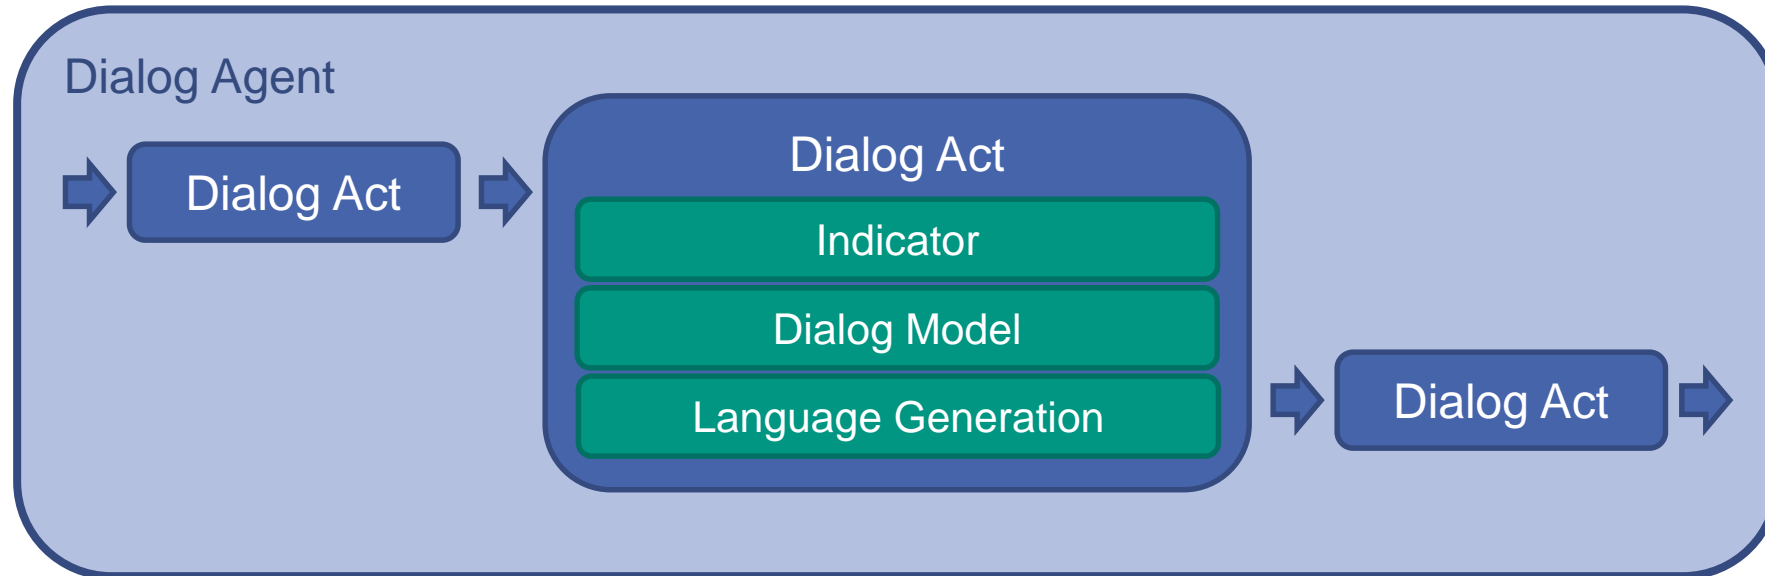 Dialog Agent
Dialog Act
Dialog Act
Indicator
Dialog Model
Language Generation
Dialog Act